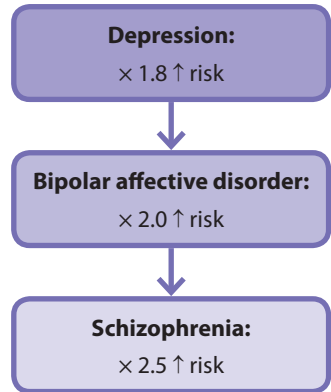 Depression:
× 1.8 ↑ risk
Bipolar affective disorder:
× 2.0 ↑ risk
Schizophrenia:
× 2.5 ↑ risk